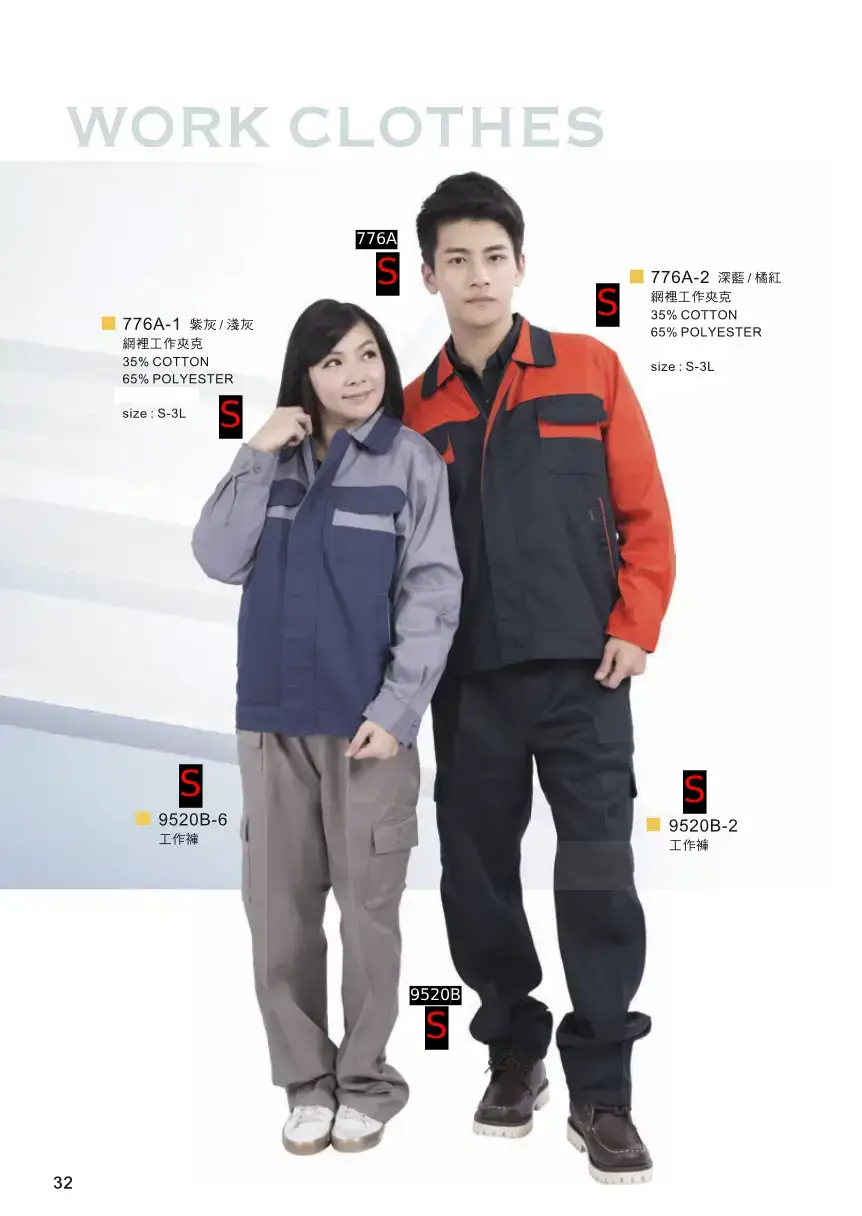 WORK CLOTHES
776A
S
776A-2 深藍 / 橘紅
網裡工作夾克
35% COTTON
65% POLYESTER
size : S-3L
S
776A-1 紫灰 / 淺灰
網裡工作夾克
35% COTTON
65% POLYESTER
size : S-3L
S
S
9520B-6
工作褲
S
9520B-2
工作褲
9520B
S
32